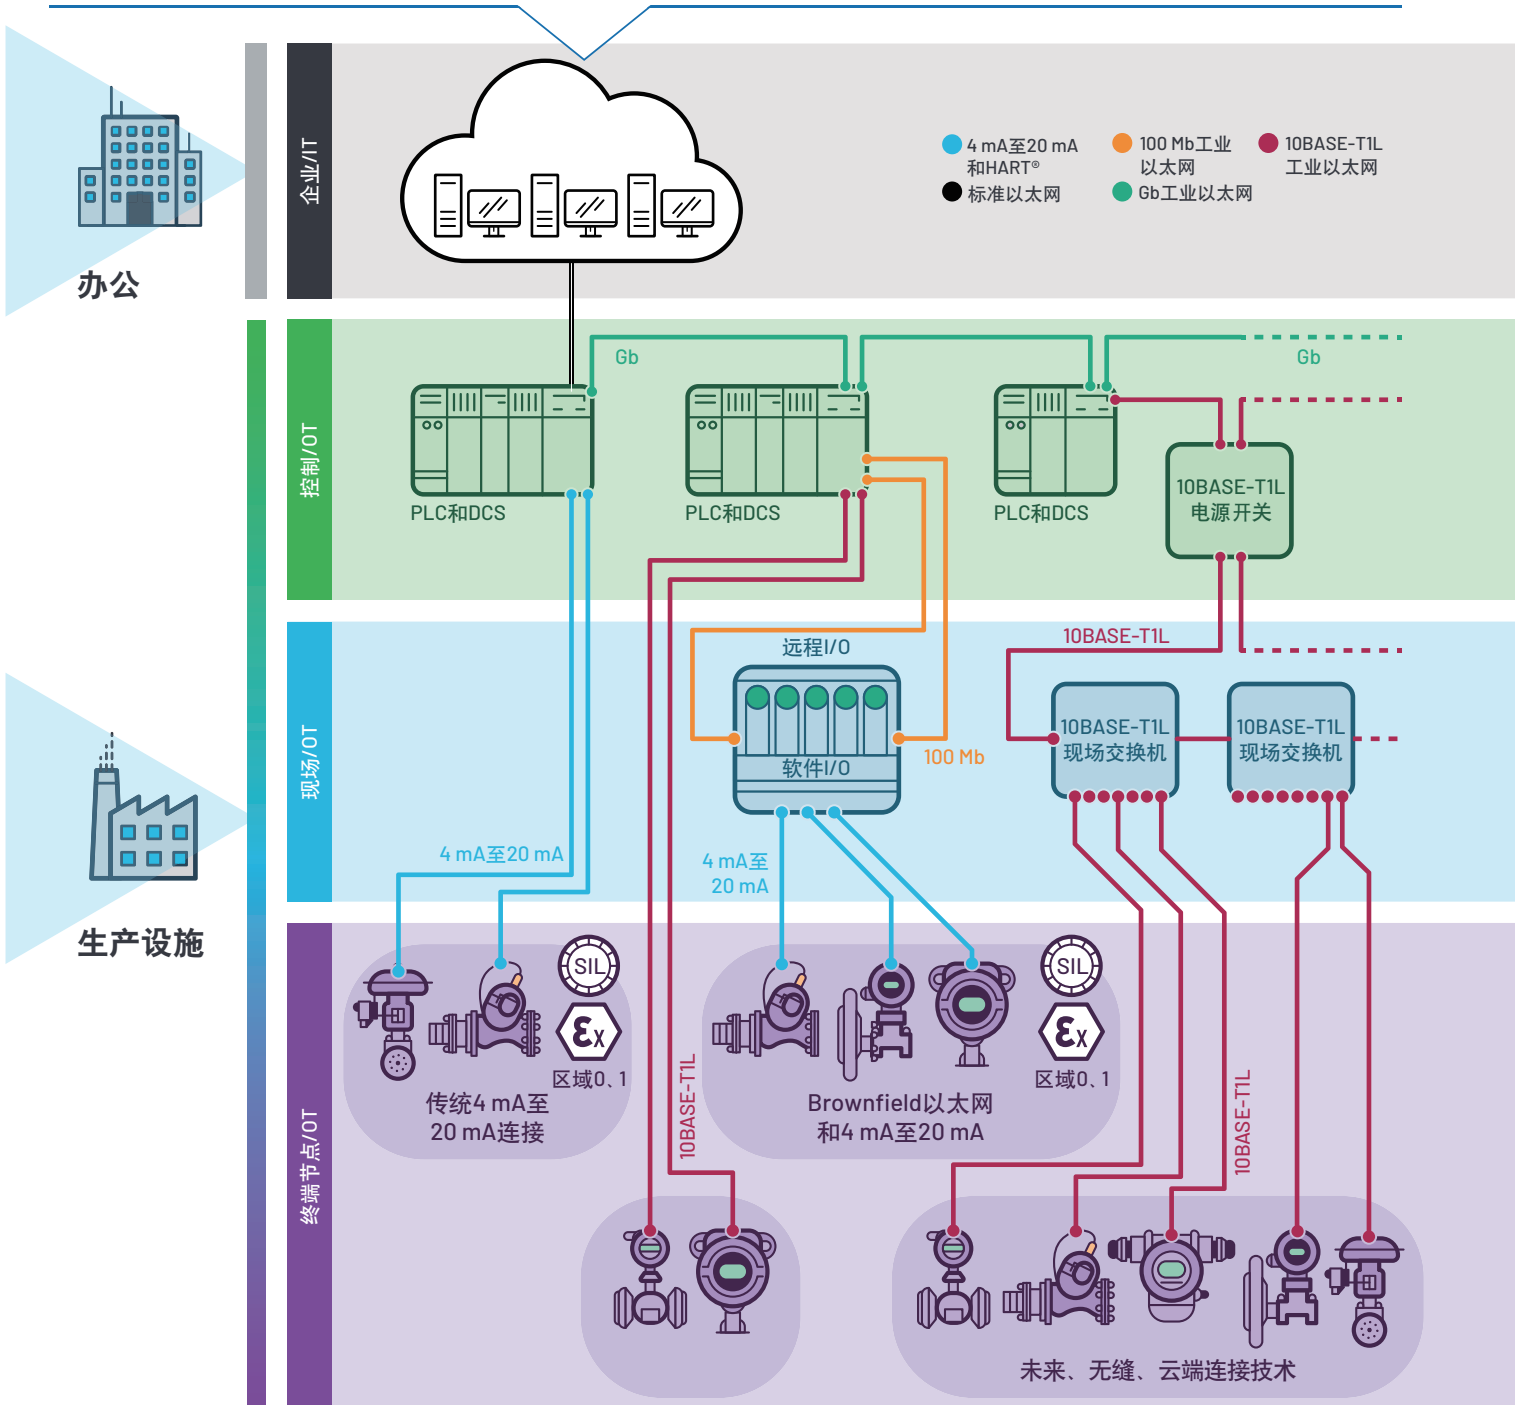 企业/IT
4 mA至20 mA
和HART®
100 Mb工业
以太网
10BASE-T1L
工业以太网
标准以太网
Gb工业以太网
办公
控制/OT
Gb
Gb
PLC和DCS
PLC和DCS
PLC和DCS
10BASE-T1L
电源开关
现场/OT
10BASE-T1L
远程I/O
软件I/O
100 Mb
10BASE-T1L
现场交换机
10BASE-T1L
现场交换机
4 mA至20 mA
4 mA至
20 mA
生产设施
终端节点/OT
SIL
εx
区域0、1
传统4 mA至
20 mA连接
10BASE-T1L
SIL
εx
区域0、1
Brownfield以太网
和4 mA至20 mA
10BASE-T1L
未来、无缝、云端连接技术